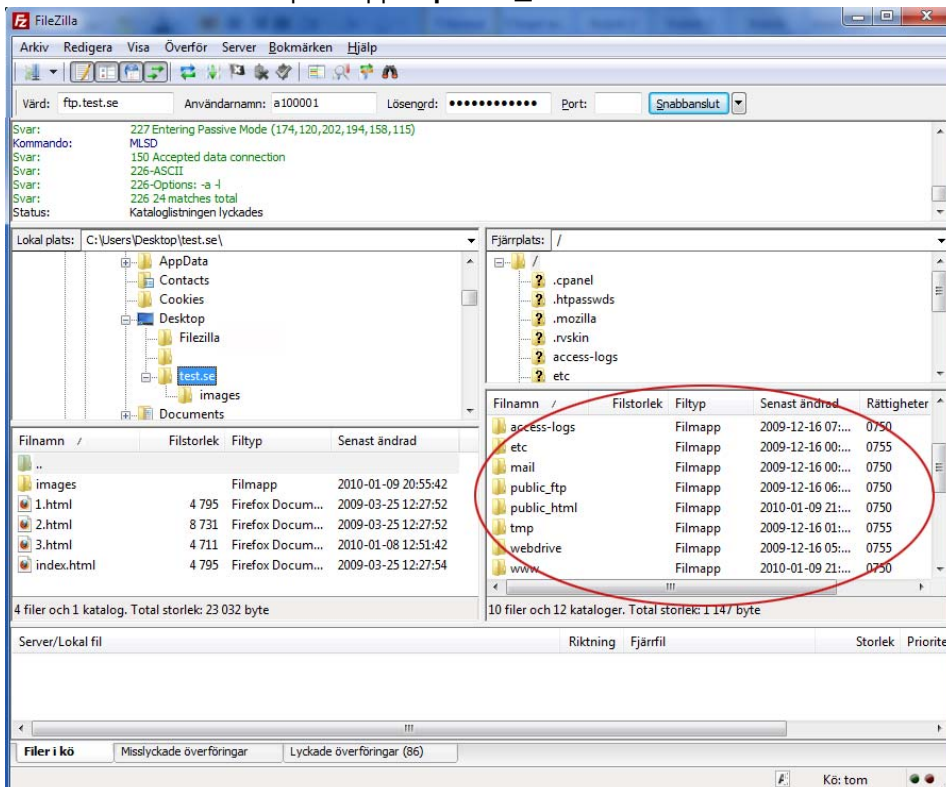 FileZilla
Arkiv Redigera Visa Överför Server Bokmärken Hjälp
Värd: ftp.test.se Användarnamn: a100001 Lösenord: ●●●●●●●●●●●● Port: Snabbanslut
Svar: 227 Entering Passive Mode (174,120,202,194,158,115)
Kommando: MLSD
Svar: 150 Accepted data connection
Svar: 226-ASCII
Svar: 226-Options: -a -l
Svar: 226 24 matches total
Status: Kataloglistningen lyckades
Lokal plats: C:\Users\Desktop\test.se\
AppData
Contacts
Cookies
Desktop
Filezilla
test.se
images
Documents
Filnamn / Filstorlek Filtyp Senast ändrad
..
images Filmapp 2010-01-09 20:55:42
1.html 4 795 Firefox Docum... 2009-03-25 12:27:52
2.html 8 731 Firefox Docum... 2009-03-25 12:27:52
3.html 4 711 Firefox Docum... 2010-01-08 12:51:42
index.html 4 795 Firefox Docum... 2009-03-25 12:27:54
4 filer och 1 katalog. Total storlek: 23 032 byte
Fjärrplats: /
/
.cpanel
.htpasswds
.mozilla
.rvskin
access-logs
etc
Filnamn / Filstorlek Filtyp Senast ändrad Rättigheter
access-logs Filmapp 2009-12-16 07:... 0750
etc Filmapp 2009-12-16 00:... 0755
mail Filmapp 2009-12-16 00:... 0750
public_ftp Filmapp 2009-12-16 06:... 0750
public_html Filmapp 2010-01-09 21:... 0750
tmp Filmapp 2009-12-16 01:... 0755
webdrive Filmapp 2009-12-16 05:... 0755
www Filmapp 2010-01-09 21:... 0750
10 filer och 12 kataloger. Total storlek: 1 147 byte
Server/Lokal fil Riktning Fjärrfil Storlek Priorite
Filer i kö Misslyckade överföringar Lyckade överföringar (86)
Kö: tom